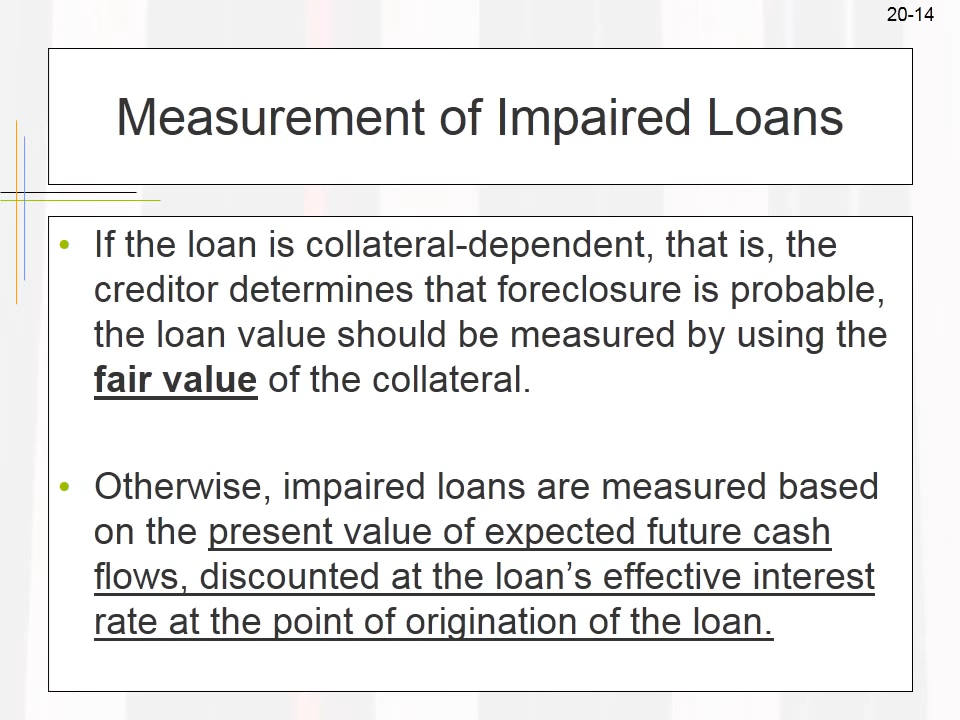 20-14
Measurement of Impaired Loans
• If the loan is collateral-dependent, that is, the
creditor determines that foreclosure is probable,
the loan value should be measured by using the
fair value of the collateral.
• Otherwise, impaired loans are measured based
on the present value of expected future cash
flows, discounted at the loan’s effective interest
rate at the point of origination of the loan.